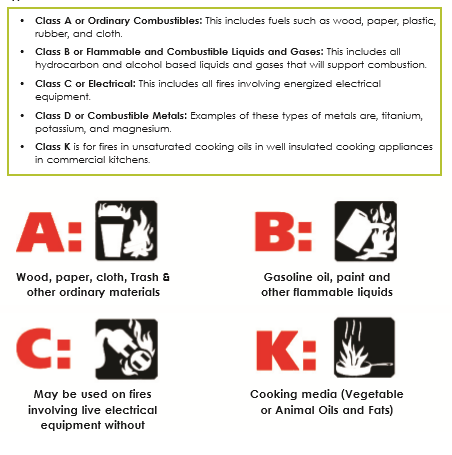 • Class A or Ordinary Combustibles: This includes fuels such as wood, paper, plastic,
rubber, and cloth.
• Class B or Flammable and Combustible Liquids and Gases: This includes all
hydrocarbon and alcohol based liquids and gases that will support combustion.
• Class C or Electrical: This includes all fires involving energized electrical
equipment.
• Class D or Combustible Metals: Examples of these types of metals are, titanium,
potassium, and magnesium.
• Class K is for fires in unsaturated cooking oils in well insulated cooking appliances
in commercial kitchens.
A:
Wood, paper, cloth, Trash &
other ordinary materials
B:
Gasoline oil, paint and
other flammable liquids
C:
May be used on fires
involving live electrical
equipment without
K:
Cooking media (Vegetable
or Animal Oils and Fats)